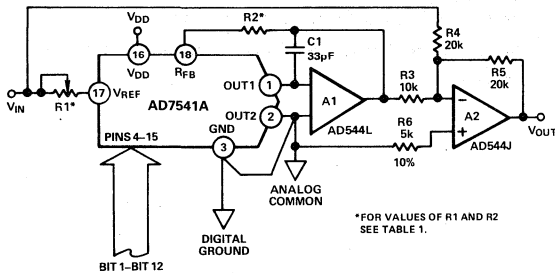 R2*
R4
20k
VDD
C1
33pF
R5
20k
16
VDD
18
RFB
OUT1
1
A1
R3
10k
17
VREF
AD7541A
VIN
R1*
OUT2
2
AD544L
R6
5k
10%
A2
VOUT
AD544J
PINS 4–15
GND
3
ANALOG
COMMON
*FOR VALUES OF R1 AND R2
SEE TABLE 1.
DIGITAL
GROUND
BIT 1–BIT 12